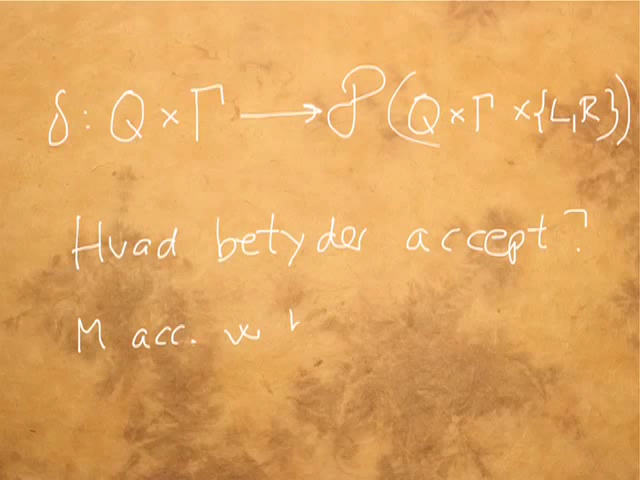 δ: Q × Γ → P(Q × Γ × {L,R})
Hvad betyder accept?
M acc. w